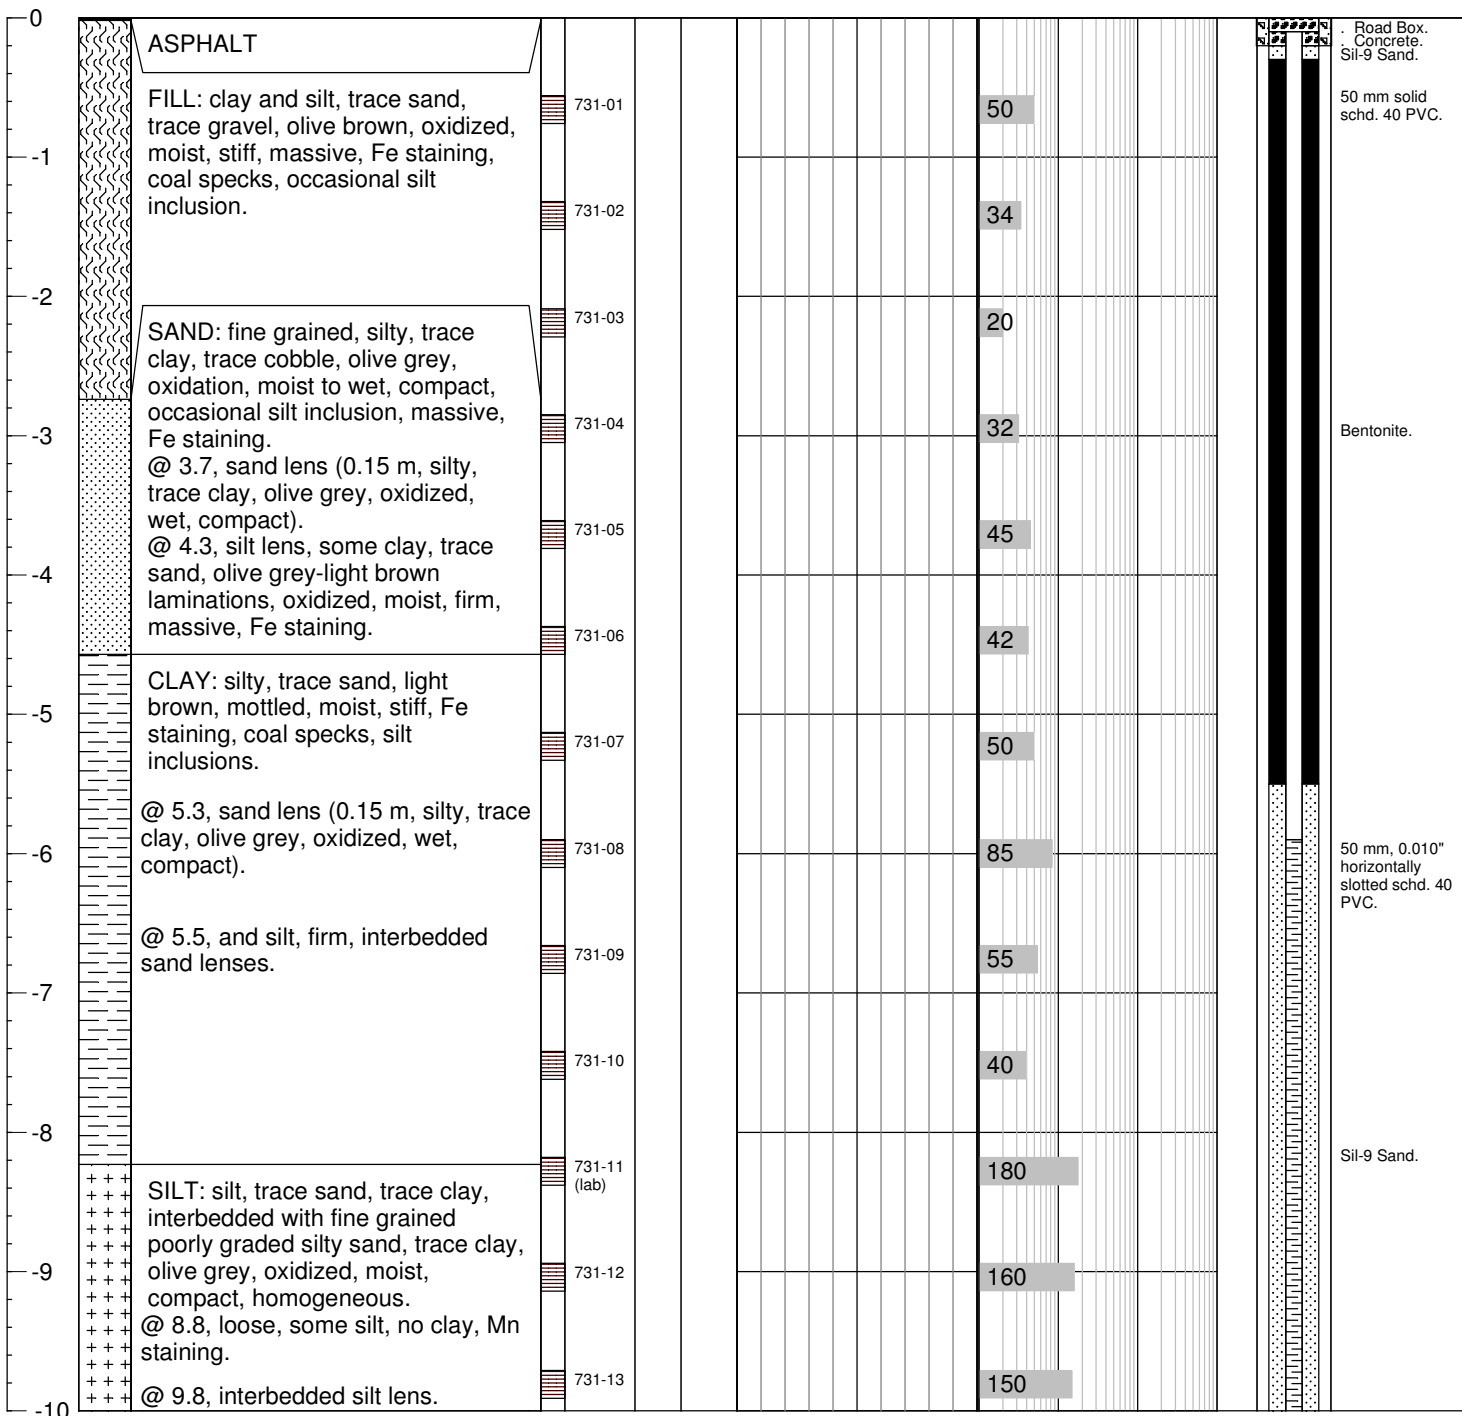 0
-1
-2
-3
-4
-5
-6
-7
-8
-9
-10
ASPHALT
FILL: clay and silt, trace sand,
trace gravel, olive brown, oxidized,
moist, stiff, massive, Fe staining,
coal specks, occasional silt
inclusion.
SAND: fine grained, silty, trace
clay, trace cobble, olive grey,
oxidation, moist to wet, compact,
occasional silt inclusion, massive,
Fe staining.
@ 3.7, sand lens (0.15 m, silty,
trace clay, olive grey, oxidized,
wet, compact).
@ 4.3, silt lens, some clay, trace
sand, olive grey-light brown
laminations, oxidized, moist, firm,
massive, Fe staining.
CLAY: silty, trace sand, light
brown, mottled, moist, stiff, Fe
staining, coal specks, silt
inclusions.
@ 5.3, sand lens (0.15 m, silty, trace
clay, olive grey, oxidized, wet,
compact).
@ 5.5, and silt, firm, interbedded
sand lenses.
SILT: silt, trace sand, trace clay,
interbedded with fine grained
poorly graded silty sand, trace clay,
olive grey, oxidized, moist,
compact, homogeneous.
@ 8.8, loose, some silt, no clay, Mn
staining.
@ 9.8, interbedded silt lens.
731-01
731-02
731-03
731-04
731-05
731-06
731-07
731-08
731-09
731-10
731-11
(lab)
731-12
731-13
50
34
20
32
45
42
50
85
55
40
180
160
150
. Road Box.
. Concrete.
Sil-9 Sand.
50 mm solid
schd. 40 PVC.
Bentonite.
50 mm, 0.010"
horizontally
slotted schd. 40
PVC.
Sil-9 Sand.